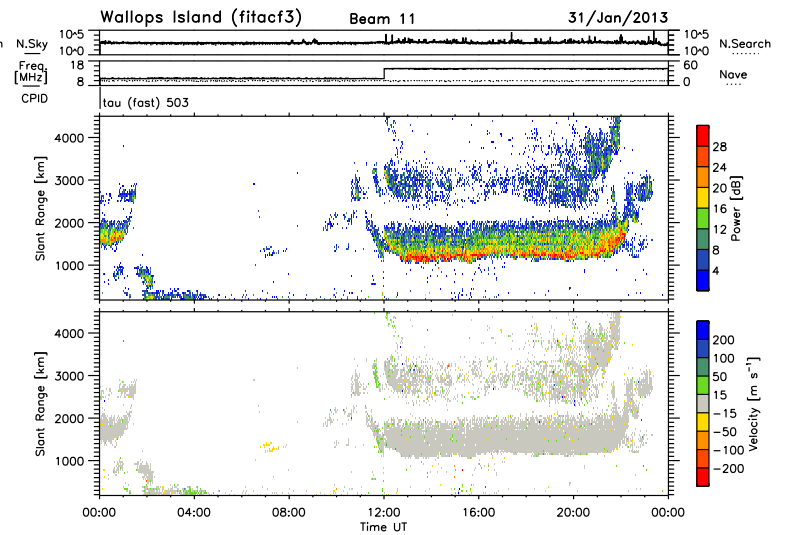 Wallops Island (fitacf3) Beam 11 31/Jan/2013
10^5 10^5
N.Sky N.Search
10^0 10^0
18 60
Freq.
[MHz] Nave
8 0
CPID
tau (fast) 503
4000
3000
2000
1000
Slant Range [km]
28
24
20
16
12
8
4
Power [dB]
4000
3000
2000
1000
Slant Range [km]
200
100
50
15
-15
-50
-100
-200
Velocity [m s⁻¹]
00:00 04:00 08:00 12:00 16:00 20:00 00:00
Time UT